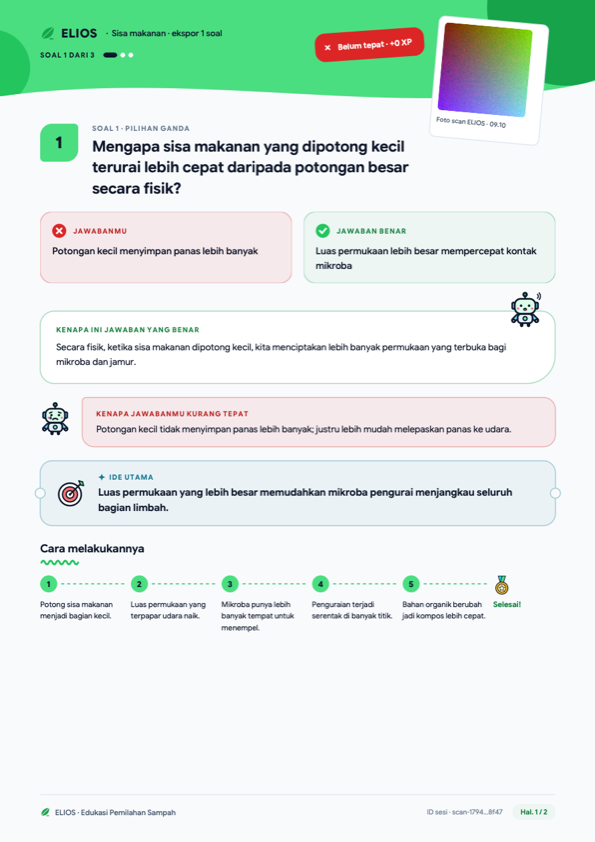 ELIOS · Sisa makanan · ekspor 1 soal
SOAL 1 DARI 3
× Belum tepat · +0 XP
Foto scan ELIOS · 09.10
1
SOAL 1 · PILIHAN GANDA
Mengapa sisa makanan yang dipotong kecil
terurai lebih cepat daripada potongan besar
secara fisik?
JAWABANMU
Potongan kecil menyimpan panas lebih banyak
JAWABAN BENAR
Luas permukaan lebih besar mempercepat kontak
mikroba
KENAPA INI JAWABAN YANG BENAR
Secara fisik, ketika sisa makanan dipotong kecil, kita menciptakan lebih banyak permukaan yang terbuka bagi
mikroba dan jamur.
KENAPA JAWABANMU KURANG TEPAT
Potongan kecil tidak menyimpan panas lebih banyak; justru lebih mudah melepaskan panas ke udara.
IDE UTAMA
Luas permukaan yang lebih besar memudahkan mikroba pengurai menjangkau seluruh
bagian limbah.
Cara melakukannya
1
Potong sisa makanan
menjadi bagian kecil.
2
Luas permukaan yang
terpapar udara naik.
3
Mikroba punya lebih
banyak tempat untuk
menempel.
4
Penguraian terjadi
serentak di banyak titik.
5
Bahan organik berubah
jadi kompos lebih cepat.
Selesai!
ELIOS · Edukasi Pemilahan Sampah
ID sesi · scan-1794...8f47
Hal. 1 / 2